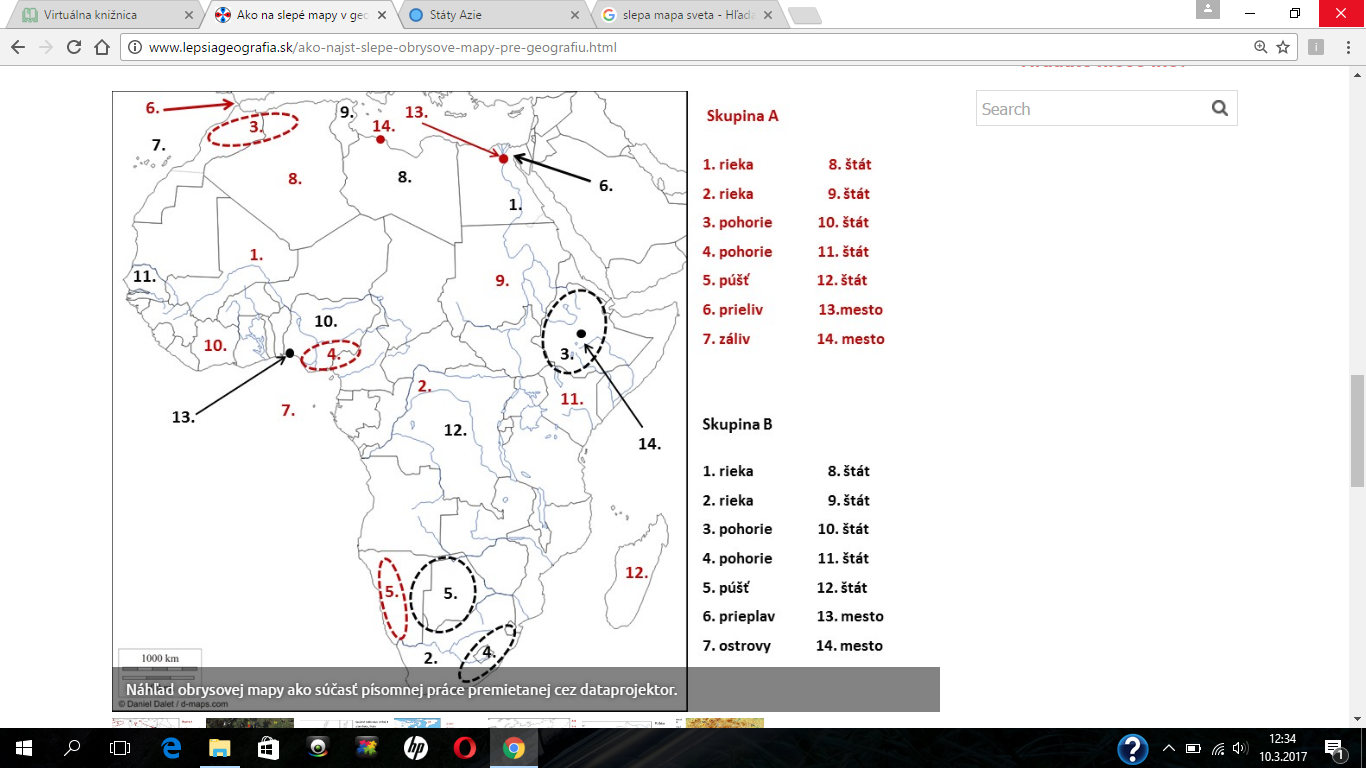 Virtuálna knižnica
Ako na slepé mapy v geo
Státy Azie
slepa mapa sveta - Hľada
www.lepsiageografia.sk/ako-najst-slepe-obrysove-mapy-pre-geografiu.html
Search
6.
3.
9.
14.
13.
7.
8.
8.
6.
1.
1.
11.
9.
10.
10.
4.
3.
2.
11.
7.
13.
12.
14.
12.
5.
5.
4.
2.
1000 km
Náhľad obrysovej mapy ako súčasť písomnej práce premietanej cez dataprojektor.
© Daniel Dalet / d-maps.com
Skupina A
1. rieka 8. štát
2. rieka 9. štát
3. pohorie 10. štát
4. pohorie 11. štát
5. púšť 12. štát
6. prieliv 13.mesto
7. záliv 14. mesto
Skupina B
1. rieka 8. štát
2. rieka 9. štát
3. pohorie 10. štát
4. pohorie 11. štát
5. púšť 12. štát
6. prieplav 13. mesto
7. ostrovy 14. mesto
12:34
10.3.2017
1